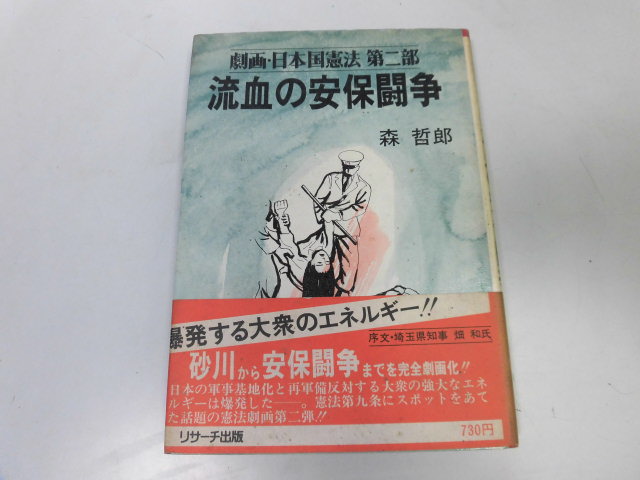 劇画・日本国憲法 第二部
流血の安保闘争
森 哲郎
爆発する大衆のエネルギー!!
序文・埼玉県知事 畑 和氏
砂川から安保闘争までを完全劇画化!!
日本の軍事基地化と再軍備反対する大衆の強大なエネ
ルギーは爆発した――。憲法第九条にスポットをあて
た話題の憲法劇画第二弾.!!
リサーチ出版
730円